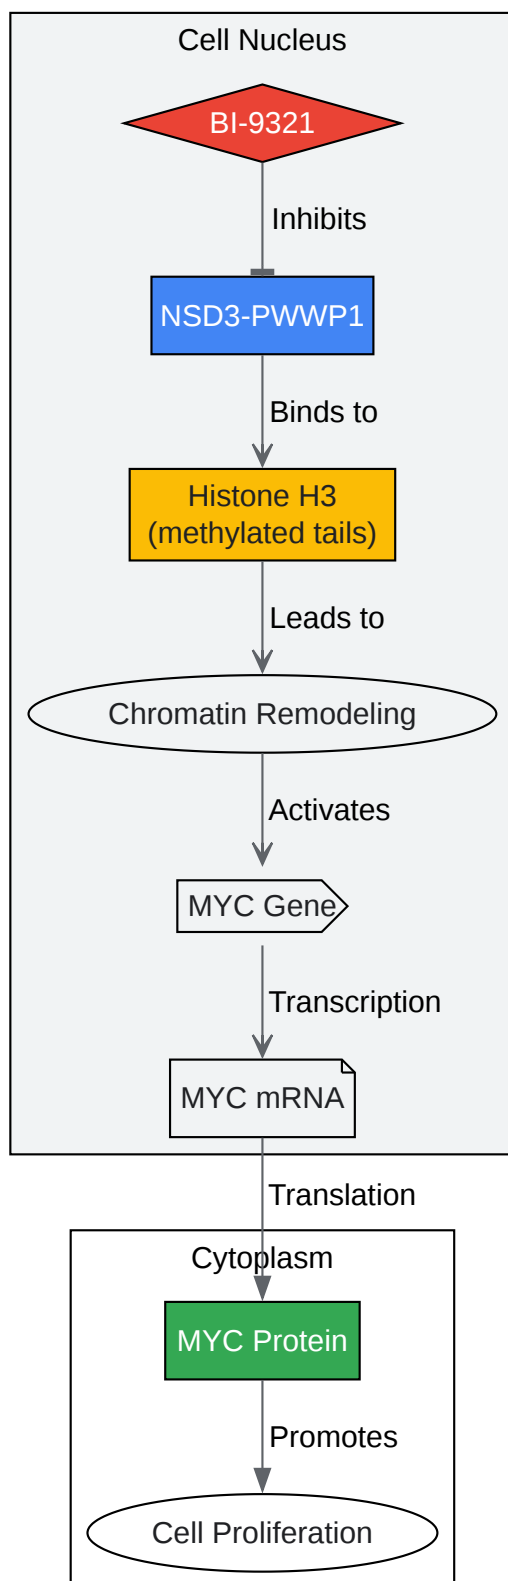 Cell Nucleus
BI-9321
Inhibits
NSD3-PWWP1
Binds to
Histone H3
(methylated tails)
Leads to
Chromatin Remodeling
Activates
MYC Gene
Transcription
MYC mRNA
Translation
Cytoplasm
MYC Protein
Promotes
Cell Proliferation